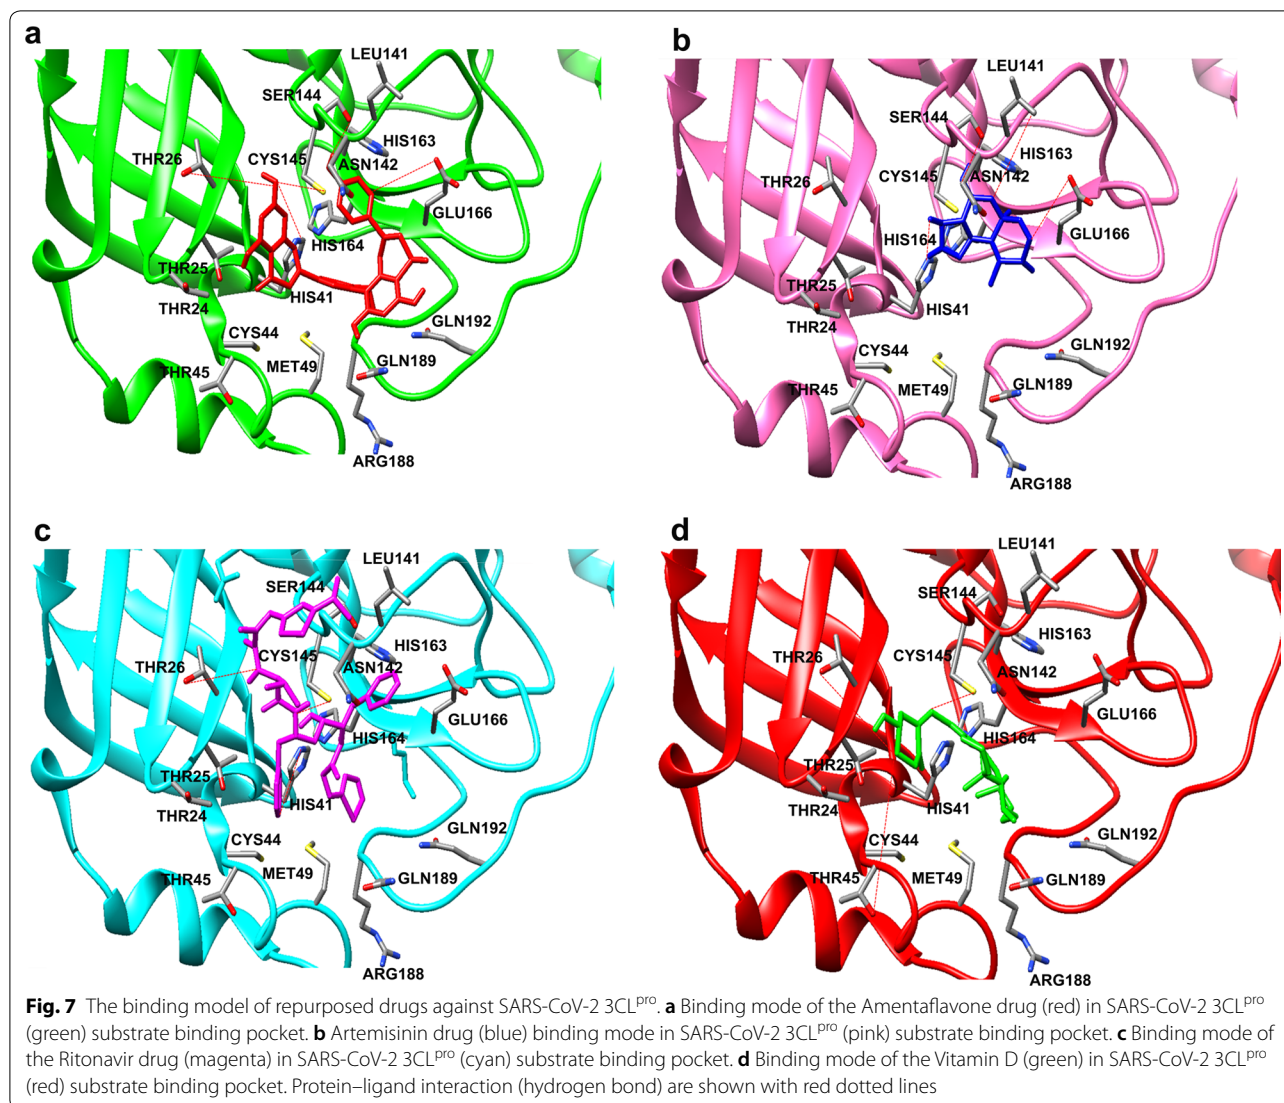 a
LEU141
SER144
HIS163
THR26
CYS145
ASN142
GLU166
HIS164
THR25
HIS41
THR24
CYS44
GLN192
MET49
GLN189
THR45
ARG188
b
LEU141
SER144
HIS163
CYS145
ASN142
THR26
HIS164
GLU166
THR25
HIS41
THR24
CYS44
GLN192
THR45
MET49
GLN189
ARG188
c
LEU141
SER144
HIS163
CYS145
THR26
ASN142
GLU166
HIS164
THR25
HIS41
THR24
CYS44
GLN192
THR45
MET49
GLN189
ARG188
d
LEU141
SER144
HIS163
CYS145
THR26
ASN142
GLU166
HIS164
THR25
HIS41
THR24
CYS44
GLN192
THR45
MET49
GLN189
ARG188
Fig. 7 The binding model of repurposed drugs against SARS-CoV-2 3CLpro. a Binding mode of the Amentaflavone drug (red) in SARS-CoV-2 3CLpro
(green) substrate binding pocket. b Artemisinin drug (blue) binding mode in SARS-CoV-2 3CLpro (pink) substrate binding pocket. c Binding mode of
the Ritonavir drug (magenta) in SARS-CoV-2 3CLpro (cyan) substrate binding pocket. d Binding mode of the Vitamin D (green) in SARS-CoV-2 3CLpro
(red) substrate binding pocket. Protein–ligand interaction (hydrogen bond) are shown with red dotted lines